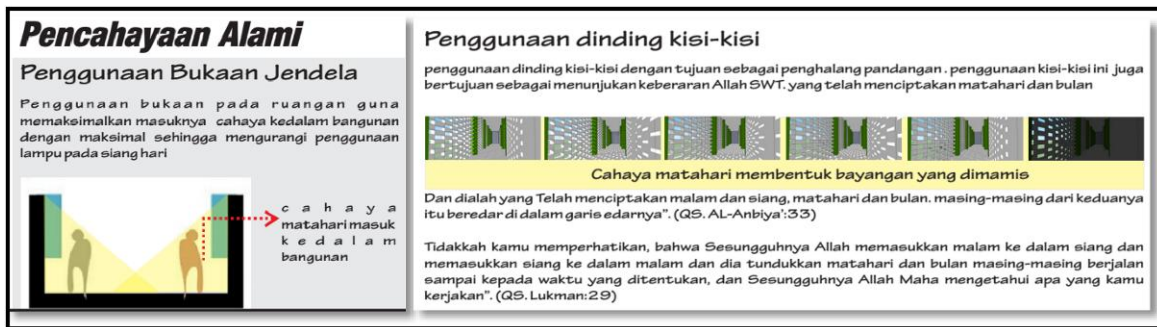 Pencahayaan Alami
Penggunaan Bukaan Jendela
Penggunaan bukaan pada ruangan guna
memaksimalkan masuknya cahaya kedalam bangunan
dengan maksimal sehingga mengurangi penggunaan
lampu pada siang hari
cahaya
matahari masuk
kedalam
bangunan
Penggunaan dinding kisi-kisi
penggunaan dinding kisi-kisi dengan tujuan sebagai penghalang pandangan . penggunaan kisi-kisi ini juga
bertujuan sebagai menunjukan keberaran Allah SWT. yang telah menciptakan matahari dan bulan
Cahaya matahari membentuk bayangan yang dimamis
Dan dialah yang Telah menciptakan malam dan siang, matahari dan bulan. masing-masing dari keduanya
itu beredar di dalam garis edarnya”. (QS. AL-Anbiya’:33)
Tidakkah kamu memperhatikan, bahwa Sesungguhnya Allah memasukkan malam ke dalam siang dan
memasukkan siang ke dalam malam dan dia tundukkan matahari dan bulan masing-masing berjalan
sampai kepada waktu yang ditentukan, dan Sesungguhnya Allah Maha mengetahui apa yang kamu
kerjakan”. (QS. Lukman:29)